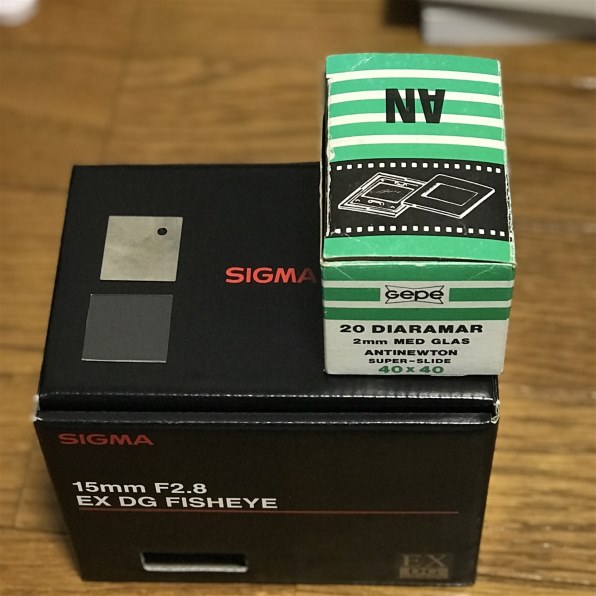 AN
Gepe
20 DIARAMAR
2mm MED GLAS
ANTINEWTON
SUPER-SLIDE
40 x 40
SIGMA
SIGMA
15mm F2.8
EX DG FISHEYE
EX